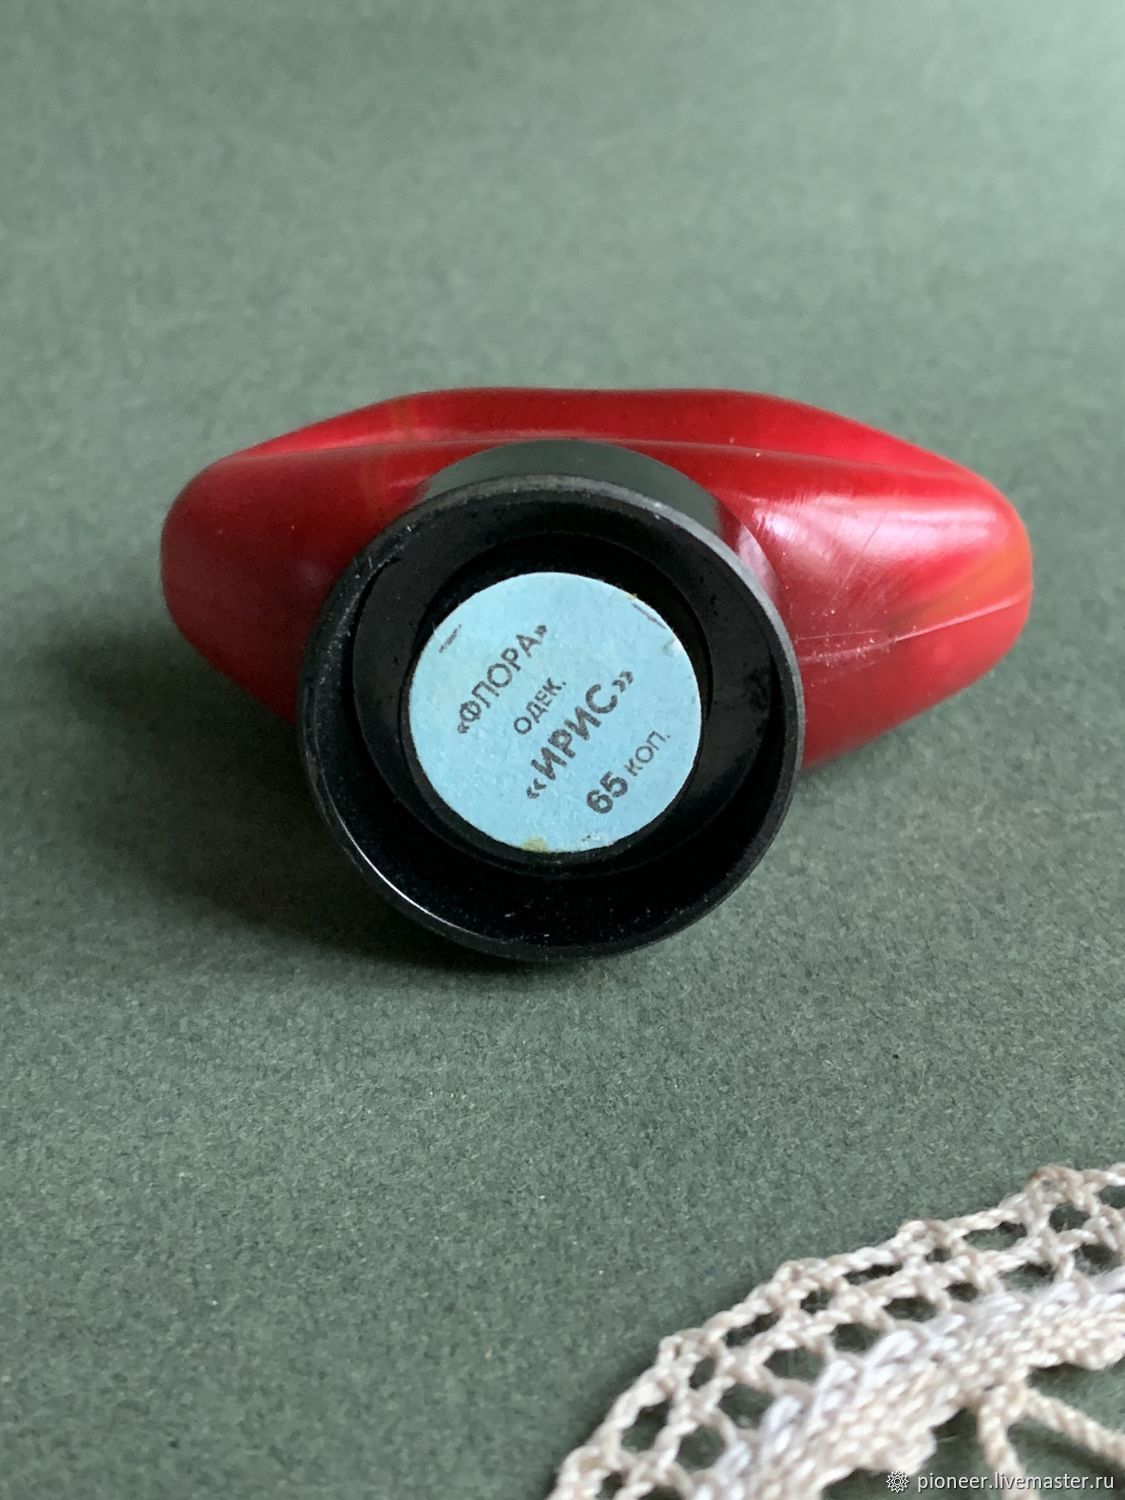 «ФЛОРА»
ОДЕК.
«ИРИС»
65 КОП.
pioneer.livemaster.ru